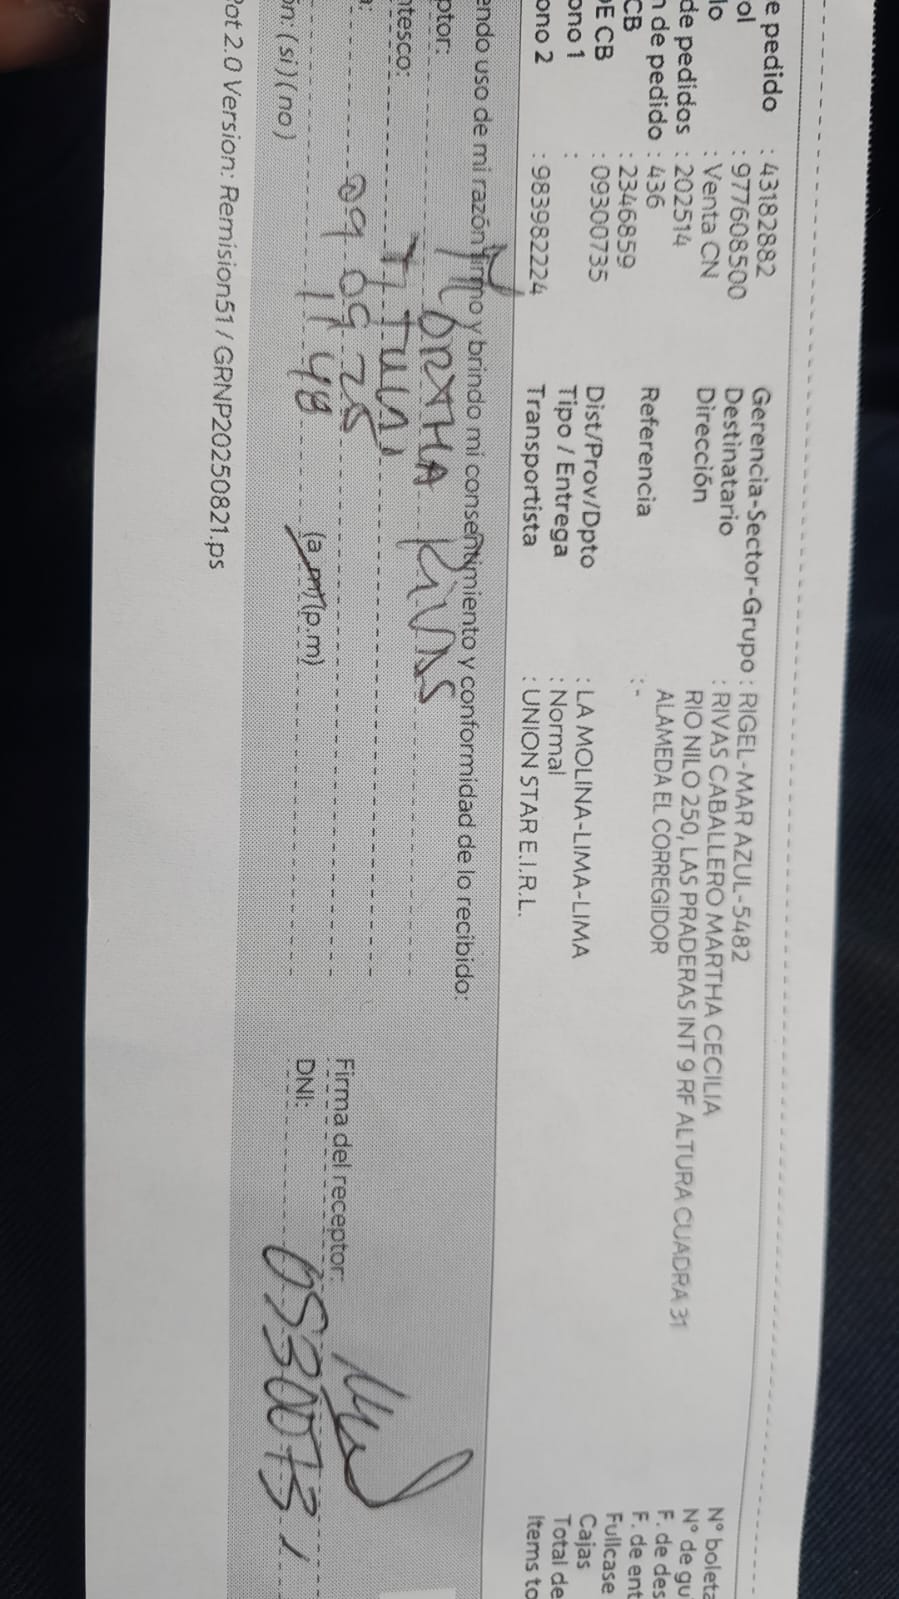 e pedido : 43182882
ol : 977608500
lo : Venta CN
de pedidos : 202514
n de pedido : 436
CB : 2346859
DE CB : 09300735
ono 1 :
ono 2 : 983982224
Gerencia-Sector-Grupo : RIGEL-MAR AZUL-5482
Destinatario : RIVAS CABALLERO MARTHA CECILIA
Dirección RIO NILO 250, LAS PRADERAS INT 9 RF ALTURA CUADRA 31
ALAMEDA EL CORREGIDOR
Referencia : -
Dist/Prov/Dpto : LA MOLINA-LIMA-LIMA
Tipo / Entrega : Normal
Transportista : UNION STAR E.I.R.L.
N° boleta
N° de gu
F. de des
F. de ent
Fullcase
Cajas
Total de
Items to
endo uso de mi razón firmo y brindo mi consentimiento y conformidad de lo recibido:
ptor: MARTHA RIVAS
ntesco:
a: 09 09 25
11 48 (a.m)(p.m)
Firma del receptor:
DNI:
ón: (si)(no)
Pot 2.0 Version: Remision51 / GRNP20250821.ps